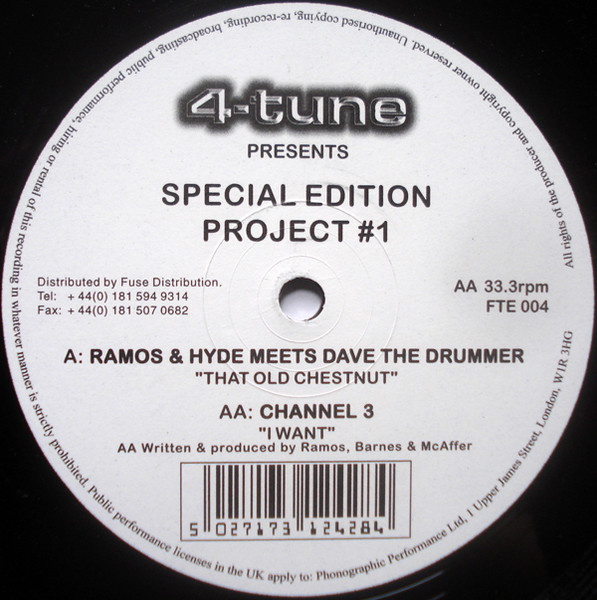 4-tune
PRESENTS
SPECIAL EDITION
PROJECT #1
Distributed by Fuse Distribution.
Tel: + 44(0) 181 594 9314
Fax: + 44(0) 181 507 0682
AA 33.3rpm
FTE 004
A: RAMOS & HYDE MEETS DAVE THE DRUMMER
"THAT OLD CHESTNUT"
AA: CHANNEL 3
"I WANT"
AA Written & produced by Ramos, Barnes & McAffer
5 027173 124284
All rights of the producer and copyright owner reserved. Unauthorised copying, re-recording, broadcasting, public performance, hiring or rental of this recording in whatever manner is strictly prohibited. Public performance licenses in the UK apply to: Phonographic Performance Ltd, 1 Upper James Street, London, W1R 3HG